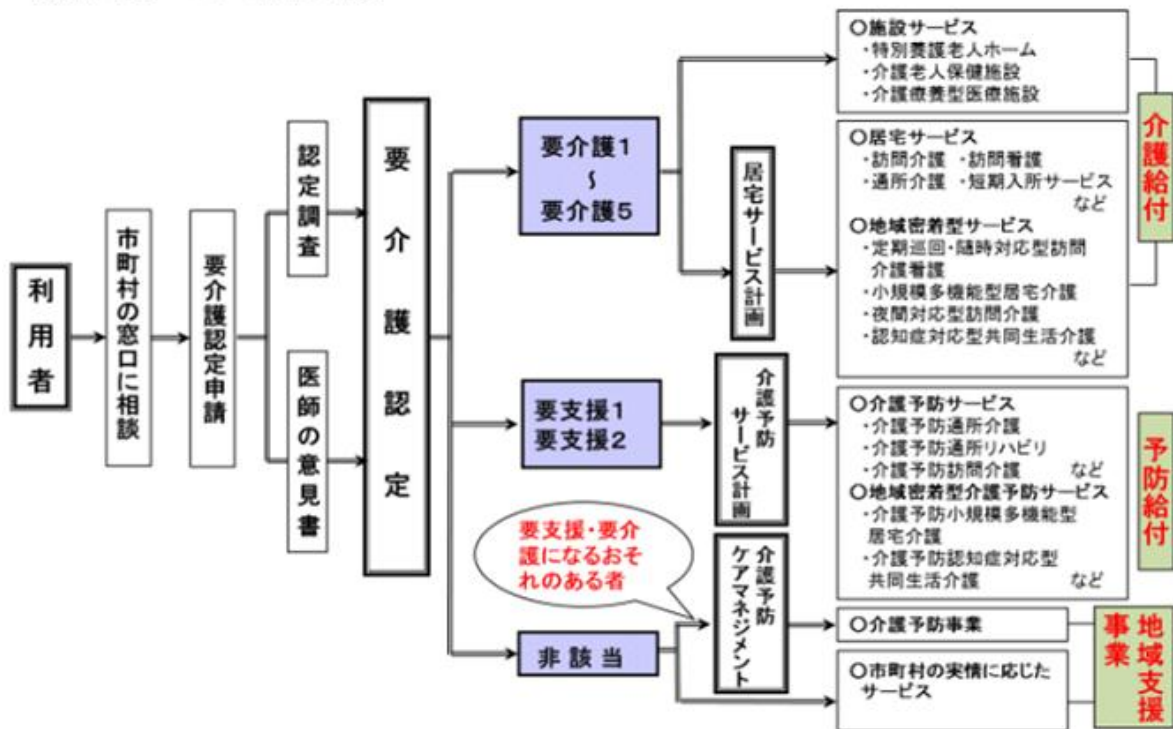 利用者
市町村の窓口に相談
要介護認定申請
認定調査
医師の意見書
要介護認定
要介護1
〜
要介護5
要支援1
要支援2
要支援・要介
護になるおそ
れのある者
非該当
居宅サービス計画
介護予防
サービス計画
介護予防
ケアマネジメント
○施設サービス
・特別養護老人ホーム
・介護老人保健施設
・介護療養型医療施設
○居宅サービス
・訪問介護 ・訪問看護
・通所介護 ・短期入所サービス
など
○地域密着型サービス
・定期巡回・随時対応型訪問
介護看護
・小規模多機能型居宅介護
・夜間対応型訪問介護
・認知症対応型共同生活介護
など
○介護予防サービス
・介護予防通所介護
・介護予防通所リハビリ
・介護予防訪問介護 など
○地域密着型介護予防サービス
・介護予防小規模多機能型
居宅介護
・介護予防認知症対応型
共同生活介護 など
○介護予防事業
○市町村の実情に応じた
サービス
介護給付
予防給付
地域支援
事業